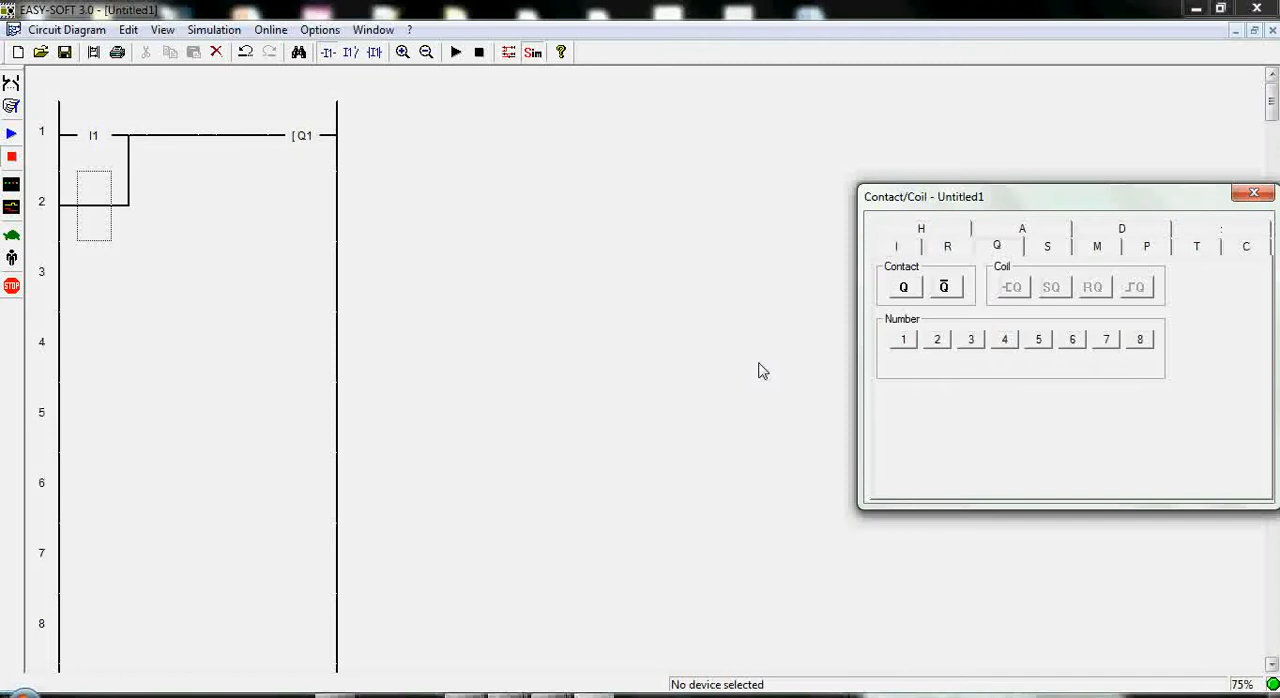 EASY-SOFT 3.0 - [Untitled1]
Circuit Diagram Edit View Simulation Online Options Window ?
Sim
STOP
1 I1 [ Q1
2
3
4
5
6
7
8
Contact/Coil - Untitled1
H A D :
I R Q S M P T C
Contact Coil
Q Q̅ Q SQ RQ Q
Number
1 2 3 4 5 6 7 8
No device selected 75%